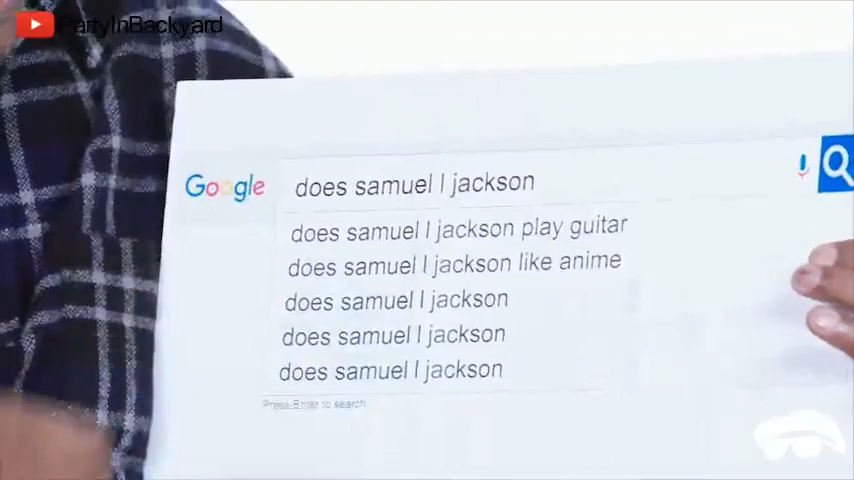 PartyInBackyard
Google does samuel l jackson
does samuel l jackson play guitar
does samuel l jackson like anime
does samuel l jackson
does samuel l jackson
does samuel l jackson
Press Enter to search